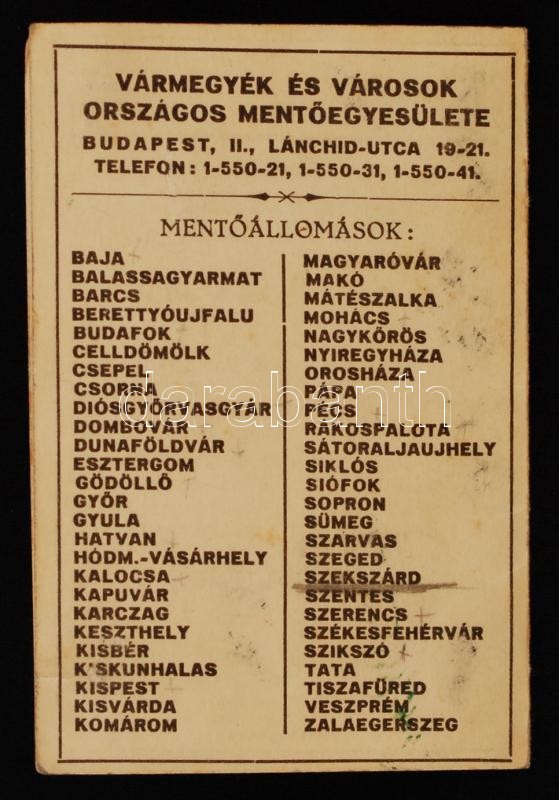 VÁRMEGYÉK ÉS VÁROSOK
ORSZÁGOS MENTŐEGYESÜLETE
BUDAPEST, II., LÁNCHID-UTCA 19-21.
TELEFON: 1-550-21, 1-550-31, 1-550-41.
MENTŐÁLLOMÁSOK:
BAJA
BALASSAGYARMAT
BARCS
BERETTYÓUJFALU
BUDAFOK
CELLDÖMÖLK
CSEPEL
CSORNA
DIÓSGYŐRVASGYÁR
DOMBOVÁR
DUNAFÖLDVÁR
ESZTERGOM
GÖDÖLLŐ
GYŐR
GYULA
HATVAN
HÓDM.-VÁSÁRHELY
KALOCSA
KAPUVÁR
KARCZAG
KESZTHELY
KISBÉR
K'SKUNHALAS
KISPEST
KISVÁRDA
KOMÁROM
MAGYARÓVÁR
MAKÓ
MÁTÉSZALKA
MOHÁCS
NAGYKŐRÖS
NYIREGYHÁZA
OROSHÁZA
PÁPA
PÉCS
RÁKOSPALOTA
SÁTORALJAUJHELY
SIKLÓS
SIÓFOK
SOPRON
SÜMEG
SZARVAS
SZEGED
SZEKSZÁRD
SZENTES
SZERENCS
SZÉKESFEHÉRVÁR
SZIKSZÓ
TATA
TISZAFÜRED
VESZPRÉM
ZALAEGERSZEG
darabanth